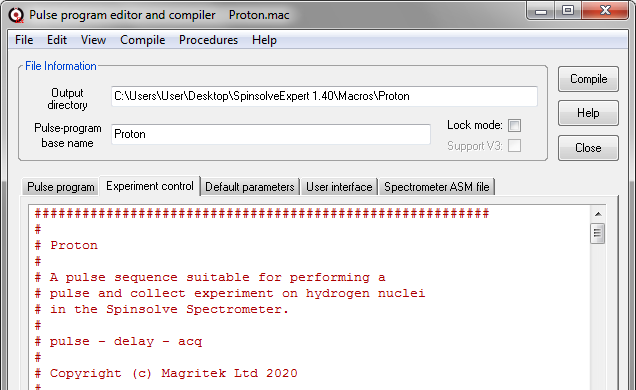 Pulse program editor and compiler Proton.mac
File Edit View Compile Procedures Help
File Information
Output directory
C:\Users\User\Desktop\SpinsolveExpert 1.40\Macros\Proton
Pulse-program base name
Proton
Lock mode:
Support V3:
Compile
Help
Close
Pulse program Experiment control Default parameters User interface Spectrometer ASM file
#########################################################
#
# Proton
#
# A pulse sequence suitable for performing a
# pulse and collect experiment on hydrogen nuclei
# in the Spinsolve Spectrometer.
#
# pulse - delay - acq
#
# Copyright (c) Magritek Ltd 2020
#